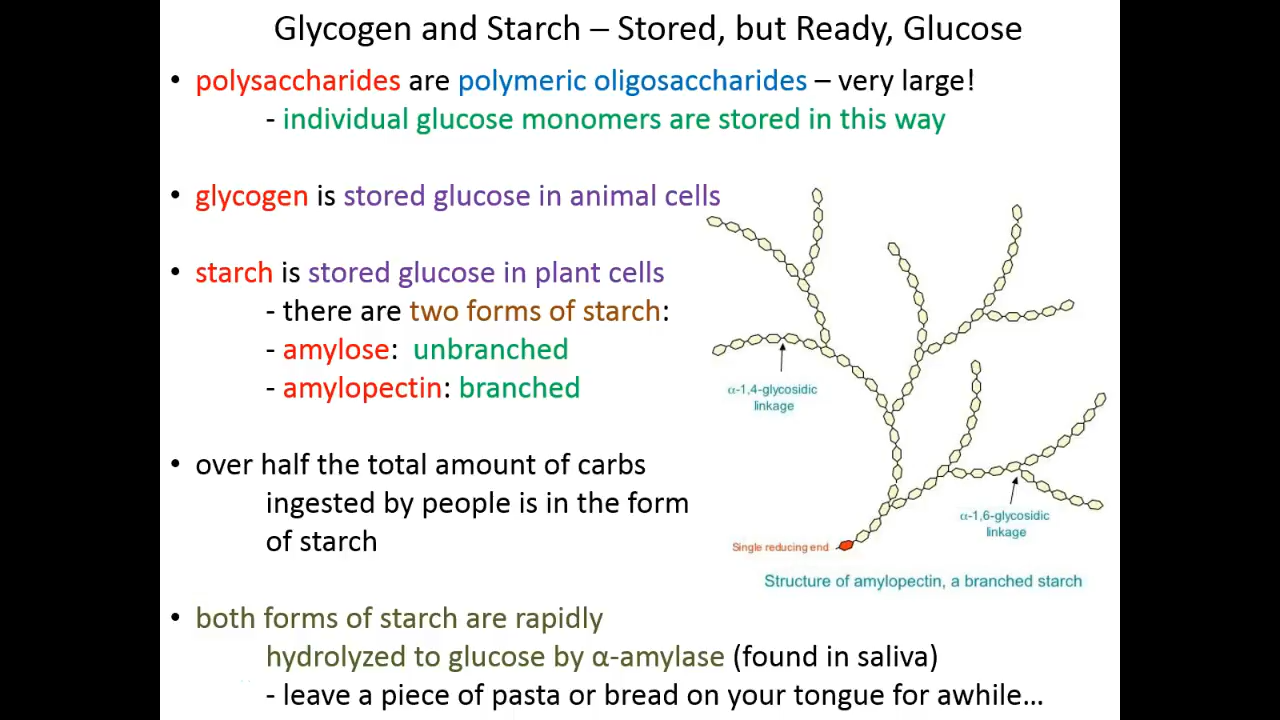 Glycogen and Starch – Stored, but Ready, Glucose
• polysaccharides are polymeric oligosaccharides – very large!
- individual glucose monomers are stored in this way
• glycogen is stored glucose in animal cells
• starch is stored glucose in plant cells
- there are two forms of starch:
- amylose: unbranched
- amylopectin: branched
• over half the total amount of carbs
ingested by people is in the form
of starch
• both forms of starch are rapidly
hydrolyzed to glucose by α-amylase (found in saliva)
- leave a piece of pasta or bread on your tongue for awhile…
α-1,4-glycosidic
linkage
α-1,6-glycosidic
linkage
Single reducing end
Structure of amylopectin, a branched starch